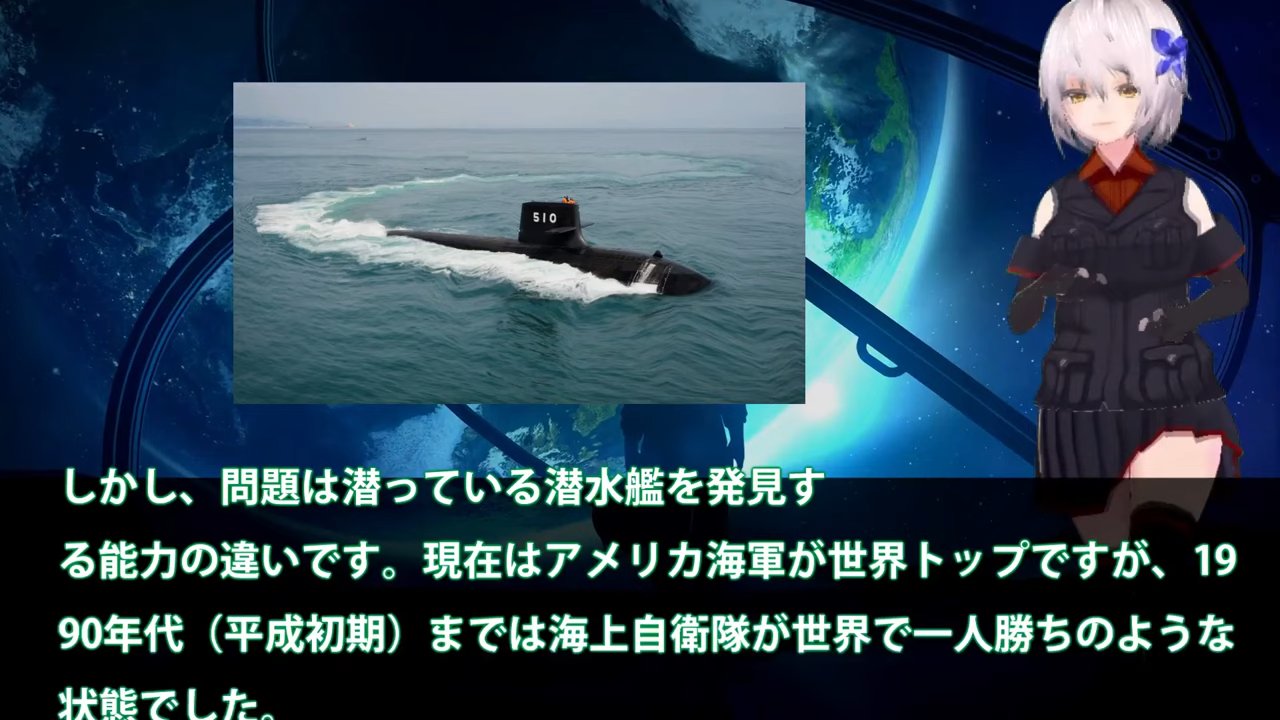 510
しかし、問題は潜っている潜水艦を発見す
る能力の違いです。現在はアメリカ海軍が世界トップですが、19
90年代（平成初期）までは海上自衛隊が世界で一人勝ちのような
状態でした。